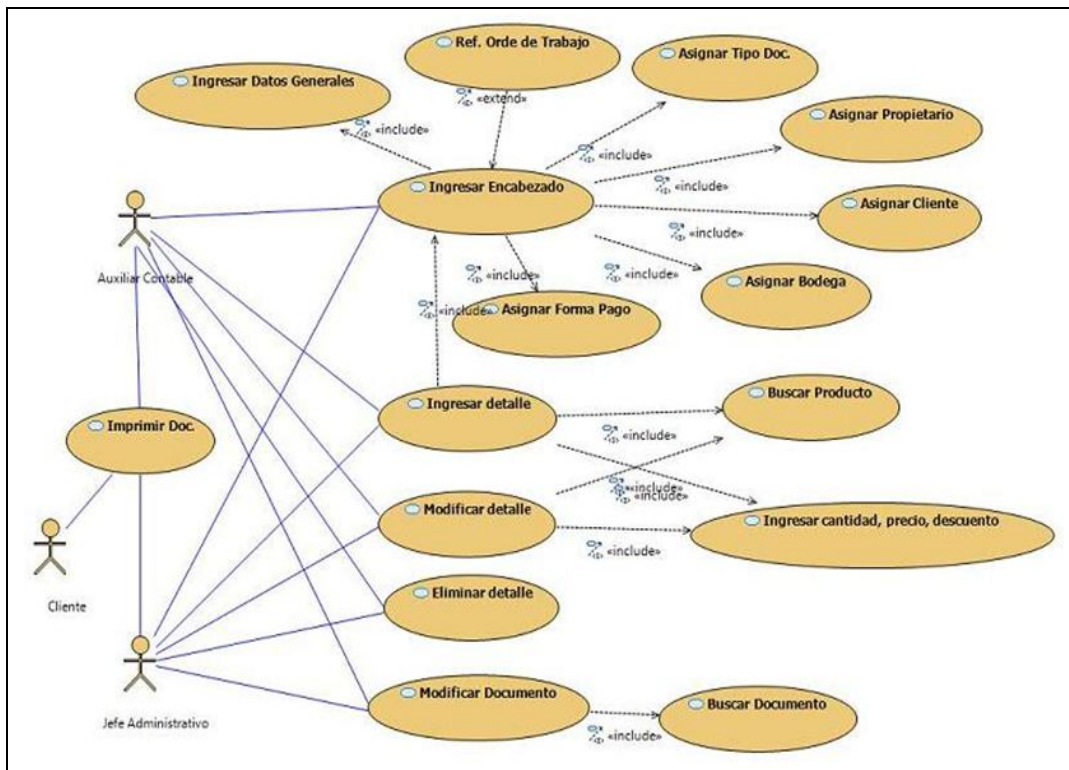 Ref. Orde de Trabajo
Asignar Tipo Doc.
Ingresar Datos Generales
«extend»
«include»
Asignar Propietario
«include»
Ingresar Encabezado
«include»
Asignar Cliente
«include»
Auxiliar Contable
«include»
«include»
Asignar Bodega
«include»
Asignar Forma Pago
Buscar Producto
Ingresar detalle
Imprimir Doc.
«include»
«include»
«include»
Modificar detalle
Ingresar cantidad, precio, descuento
«include»
Eliminar detalle
Cliente
Modificar Documento
Buscar Documento
Jefe Administrativo
«include»